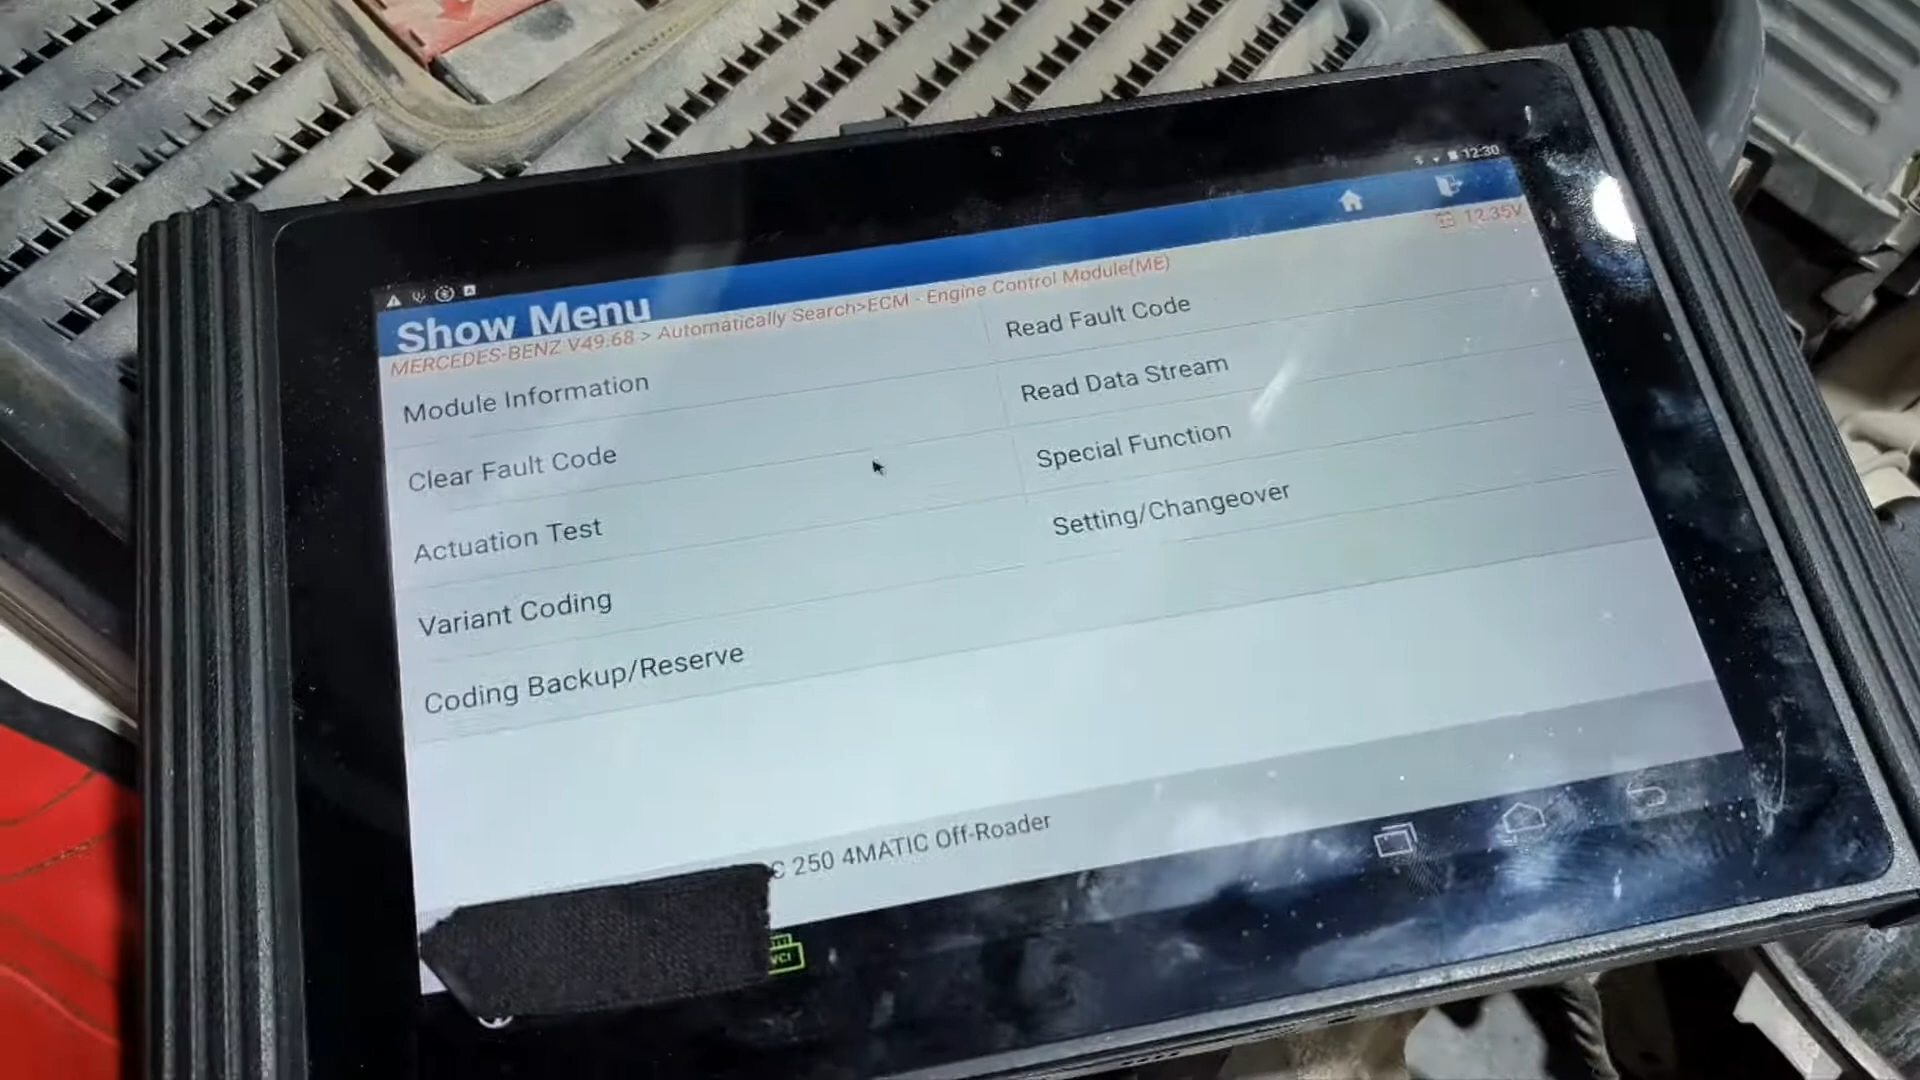 12:30
Show Menu
12.35V
MERCEDES-BENZ V49.68 > Automatically Search>ECM - Engine Control Module(ME)
Module Information
Read Fault Code
Clear Fault Code
Read Data Stream
Actuation Test
Special Function
Variant Coding
Setting/Changeover
Coding Backup/Reserve
C 250 4MATIC Off-Roader
VCI